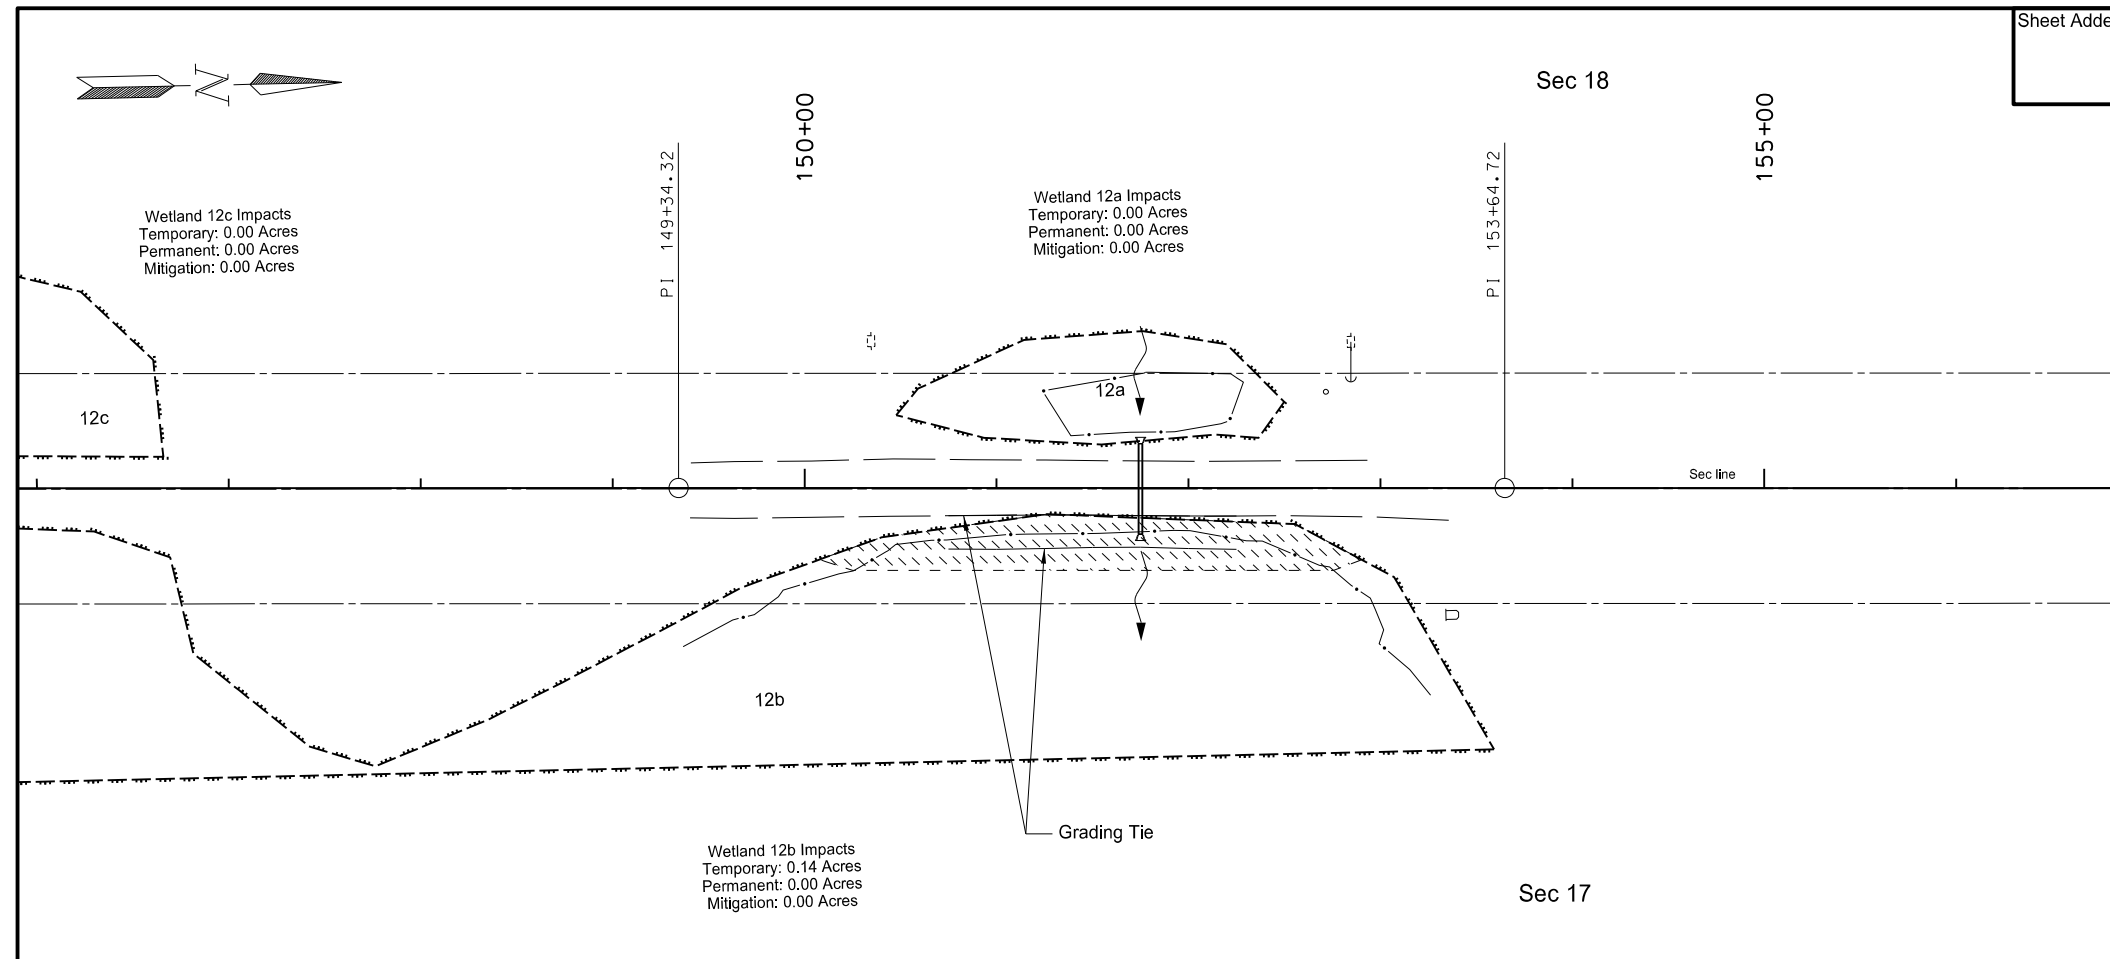 Sheet Adde
N
Sec 18
150+00
155+00
PI 149+34.32
PI 153+64.72
Wetland 12c Impacts
Temporary: 0.00 Acres
Permanent: 0.00 Acres
Mitigation: 0.00 Acres
Wetland 12a Impacts
Temporary: 0.00 Acres
Permanent: 0.00 Acres
Mitigation: 0.00 Acres
12a
12c
Sec line
12b
Grading Tie
Wetland 12b Impacts
Temporary: 0.14 Acres
Permanent: 0.00 Acres
Mitigation: 0.00 Acres
Sec 17